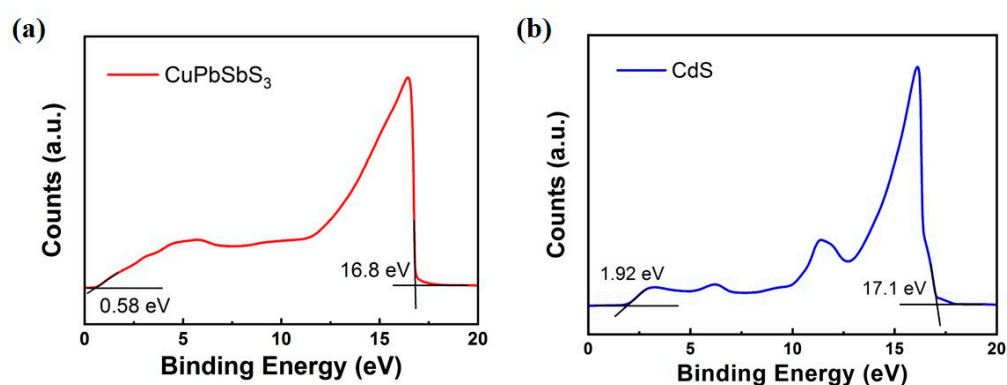 (a)
CuPbSbS₃
Counts (a.u.)
0.58 eV
16.8 eV
0 5 10 15 20
Binding Energy (eV)
(b)
CdS
Counts (a.u.)
1.92 eV
17.1 eV
0 5 10 15 20
Binding Energy (eV)